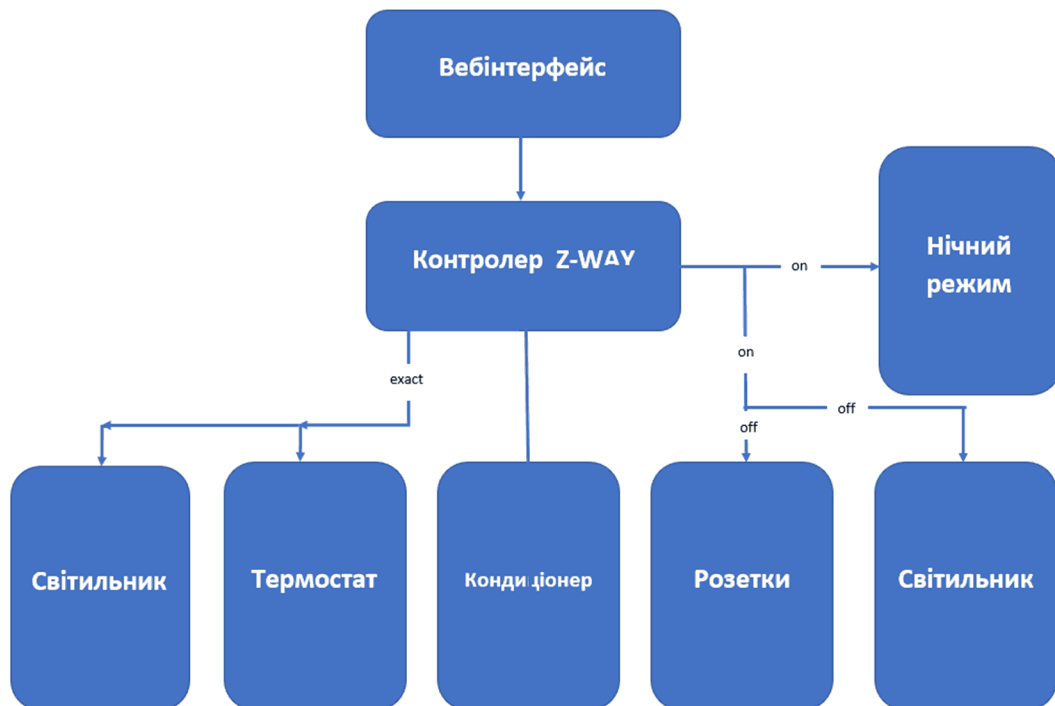 Вебінтерфейс
Контролер Z-WAY
Нічний
режим
on
on
exact
off
off
Світильник
Термостат
Кондиціонер
Розетки
Світильник